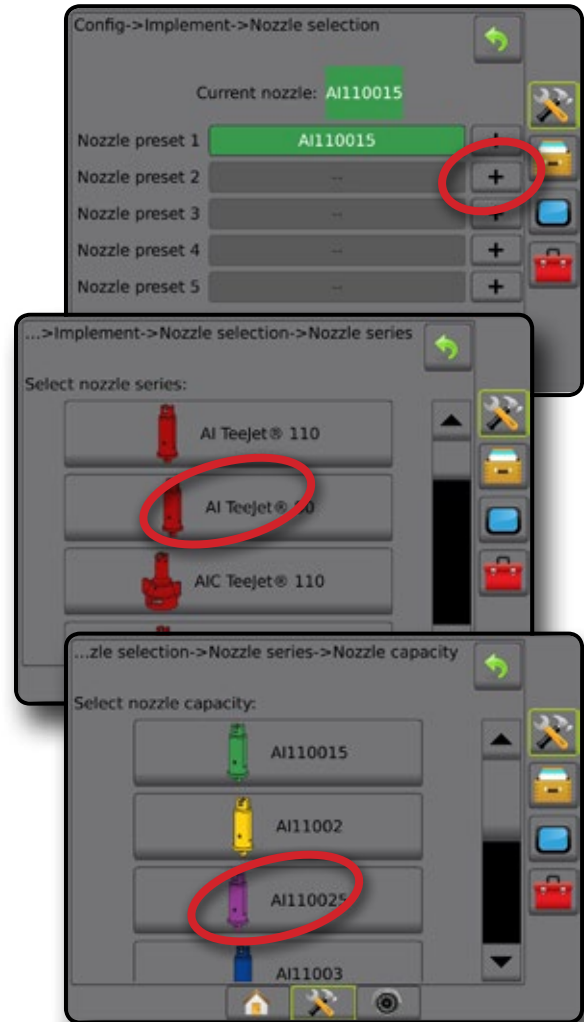 Config->Implement->Nozzle selection
Current nozzle: AI110015
Nozzle preset 1 AI110015 +
Nozzle preset 2 -- +
Nozzle preset 3 -- +
Nozzle preset 4 -- +
Nozzle preset 5 -- +
...>Implement->Nozzle selection->Nozzle series
Select nozzle series:
AI TeeJet® 110
AI TeeJet® 80
AIC TeeJet® 110
...zle selection->Nozzle series->Nozzle capacity
Select nozzle capacity:
AI110015
AI11002
AI110025
AI11003